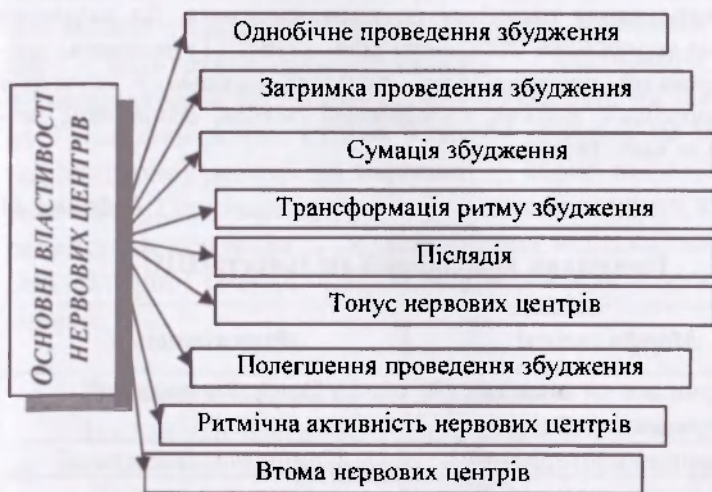 ОСНОВНІ ВЛАСТИВОСТІ
НЕРВОВИХ ЦЕНТРІВ
Однобічне проведення збудження
Затримка проведення збудження
Сумація збудження
Трансформація ритму збудження
Післядія
Тонус нервових центрів
Полегшення проведення збудження
Ритмічна активність нервових центрів
Втома нервових центрів